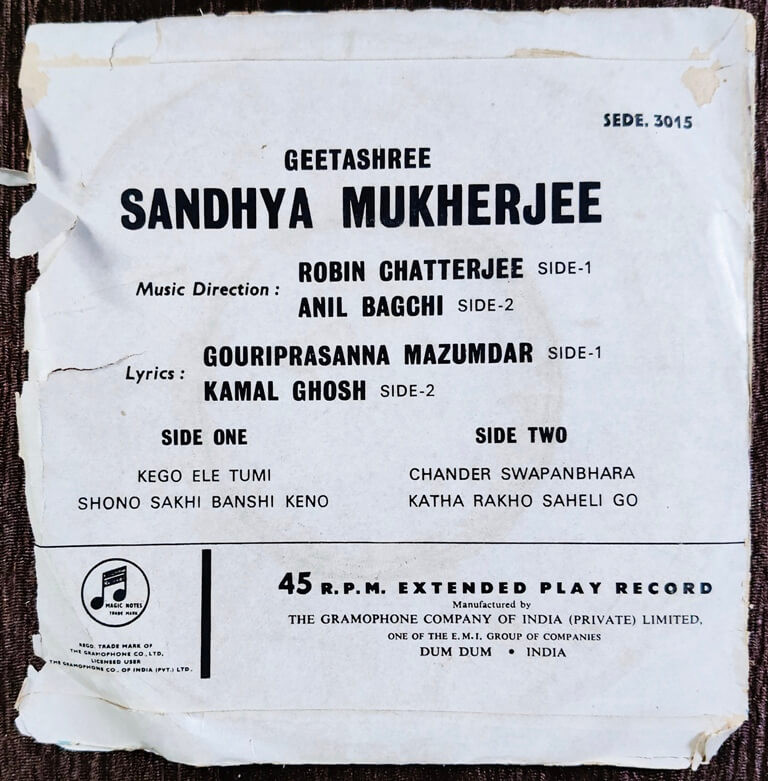 SEDE. 3015
GEETASHREE
SANDHYA MUKHERJEE
Music Direction : ROBIN CHATTERJEE SIDE-1
ANIL BAGCHI SIDE-2
Lyrics : GOURIPRASANNA MAZUMDAR SIDE-1
KAMAL GHOSH SIDE-2
SIDE ONE
KEGO ELE TUMI
SHONO SAKHI BANSHI KENO
SIDE TWO
CHANDER SWAPANBHARA
KATHA RAKHO SAHELI GO
MAGIC NOTES
TRADE MARK
REGD. TRADE MARK OF
THE GRAMOPHONE CO., LTD,
LICENSED USER
THE GRAMOPHONE CO. OF INDIA (PVT.) LTD.
45 R.P.M. EXTENDED PLAY RECORD
Manufactured by
THE GRAMOPHONE COMPANY OF INDIA (PRIVATE) LIMITED,
ONE OF THE E.M.I. GROUP OF COMPANIES
DUM DUM • INDIA